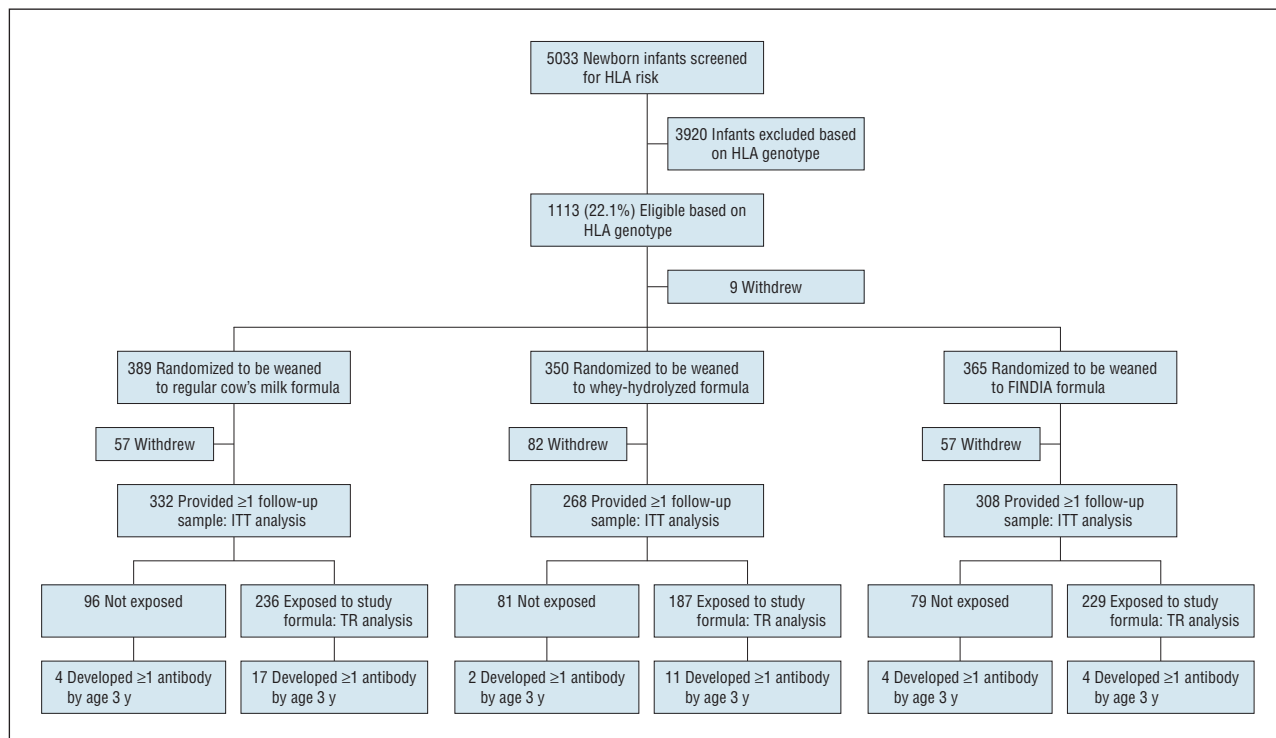 5033 Newborn infants screened
for HLA risk
3920 Infants excluded based
on HLA genotype
1113 (22.1%) Eligible based on
HLA genotype
9 Withdrew
389 Randomized to be weaned
to regular cow's milk formula
350 Randomized to be weaned
to whey-hydrolyzed formula
365 Randomized to be weaned
to FINDIA formula
57 Withdrew
82 Withdrew
57 Withdrew
332 Provided ≥1 follow-up
sample: ITT analysis
268 Provided ≥1 follow-up
sample: ITT analysis
308 Provided ≥1 follow-up
sample: ITT analysis
96 Not exposed
236 Exposed to study
formula: TR analysis
81 Not exposed
187 Exposed to study
formula: TR analysis
79 Not exposed
229 Exposed to study
formula: TR analysis
4 Developed ≥1 antibody
by age 3 y
17 Developed ≥1 antibody
by age 3 y
2 Developed ≥1 antibody
by age 3 y
11 Developed ≥1 antibody
by age 3 y
4 Developed ≥1 antibody
by age 3 y
4 Developed ≥1 antibody
by age 3 y